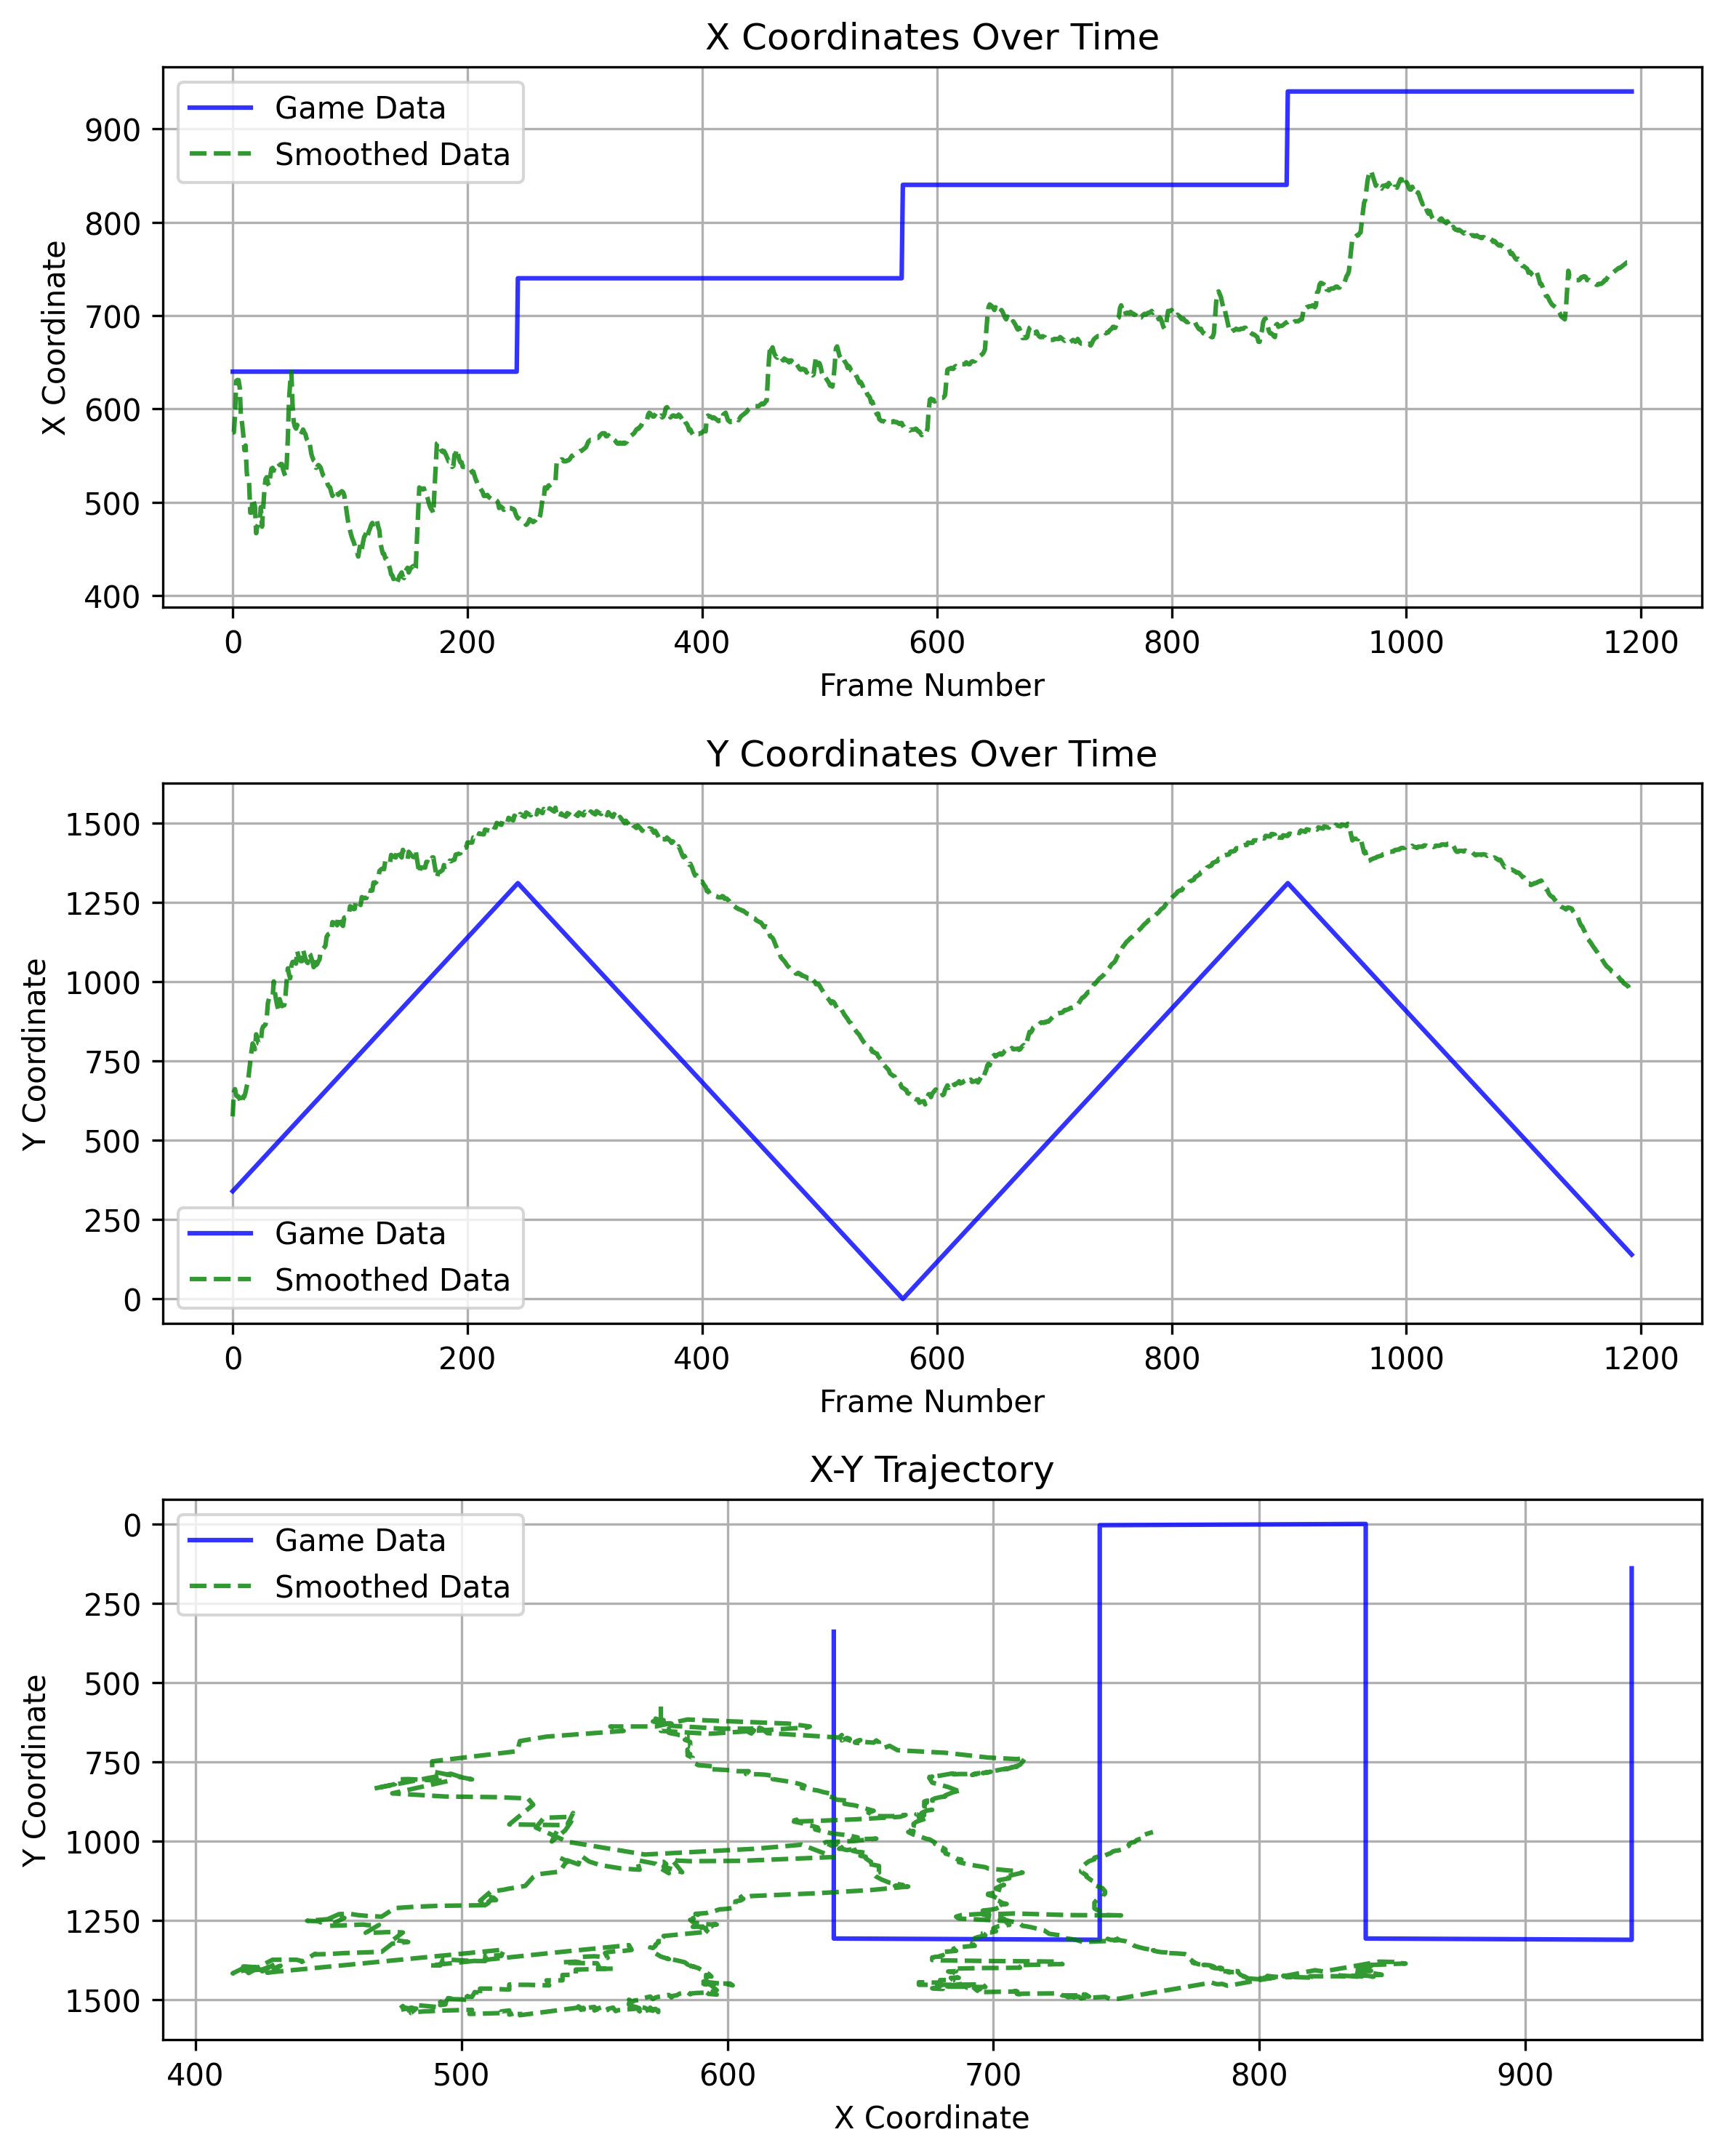 X Coordinates Over Time
Game Data
Smoothed Data
X Coordinate
900
800
700
600
500
400
0 200 400 600 800 1000 1200
Frame Number
Y Coordinates Over Time
Y Coordinate
1500
1250
1000
750
500
250
0
Game Data
Smoothed Data
0 200 400 600 800 1000 1200
Frame Number
X-Y Trajectory
Game Data
Smoothed Data
Y Coordinate
0
250
500
750
1000
1250
1500
400 500 600 700 800 900
X Coordinate